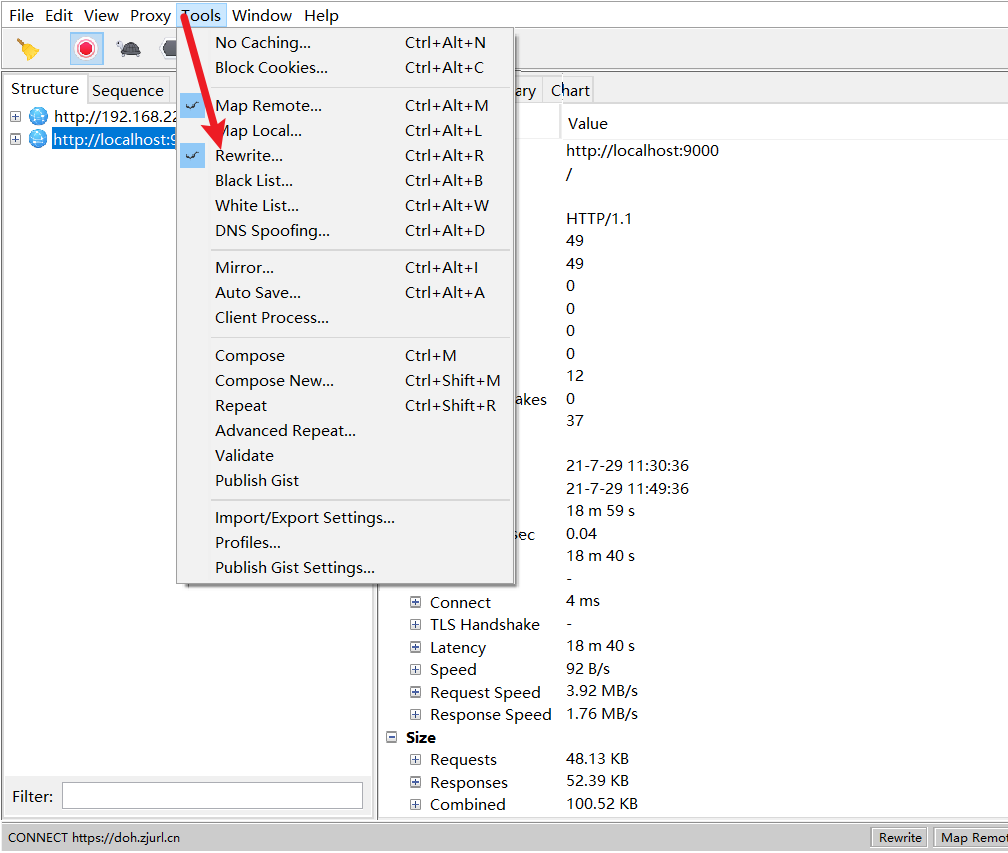 File Edit View Proxy Tools Window Help
No Caching... Ctrl+Alt+N
Block Cookies... Ctrl+Alt+C
Map Remote... Ctrl+Alt+M
Map Local... Ctrl+Alt+L
Rewrite... Ctrl+Alt+R
Black List... Ctrl+Alt+B
White List... Ctrl+Alt+W
DNS Spoofing... Ctrl+Alt+D
Mirror... Ctrl+Alt+I
Auto Save... Ctrl+Alt+A
Client Process...
Compose Ctrl+M
Compose New... Ctrl+Shift+M
Repeat Ctrl+Shift+R
Advanced Repeat...
Validate
Publish Gist
Import/Export Settings...
Profiles...
Publish Gist Settings...
Structure Sequence
http://192.168.22
http://localhost:9
Filter:
ary Chart
Value
http://localhost:9000
/
HTTP/1.1
49
49
0
0
0
0
12
akes 0
37
21-7-29 11:30:36
21-7-29 11:49:36
18 m 59 s
sec 0.04
18 m 40 s
-
Connect 4 ms
TLS Handshake -
Latency 18 m 40 s
Speed 92 B/s
Request Speed 3.92 MB/s
Response Speed 1.76 MB/s
Size
Requests 48.13 KB
Responses 52.39 KB
Combined 100.52 KB
CONNECT https://doh.zjurl.cn
Rewrite Map Remot